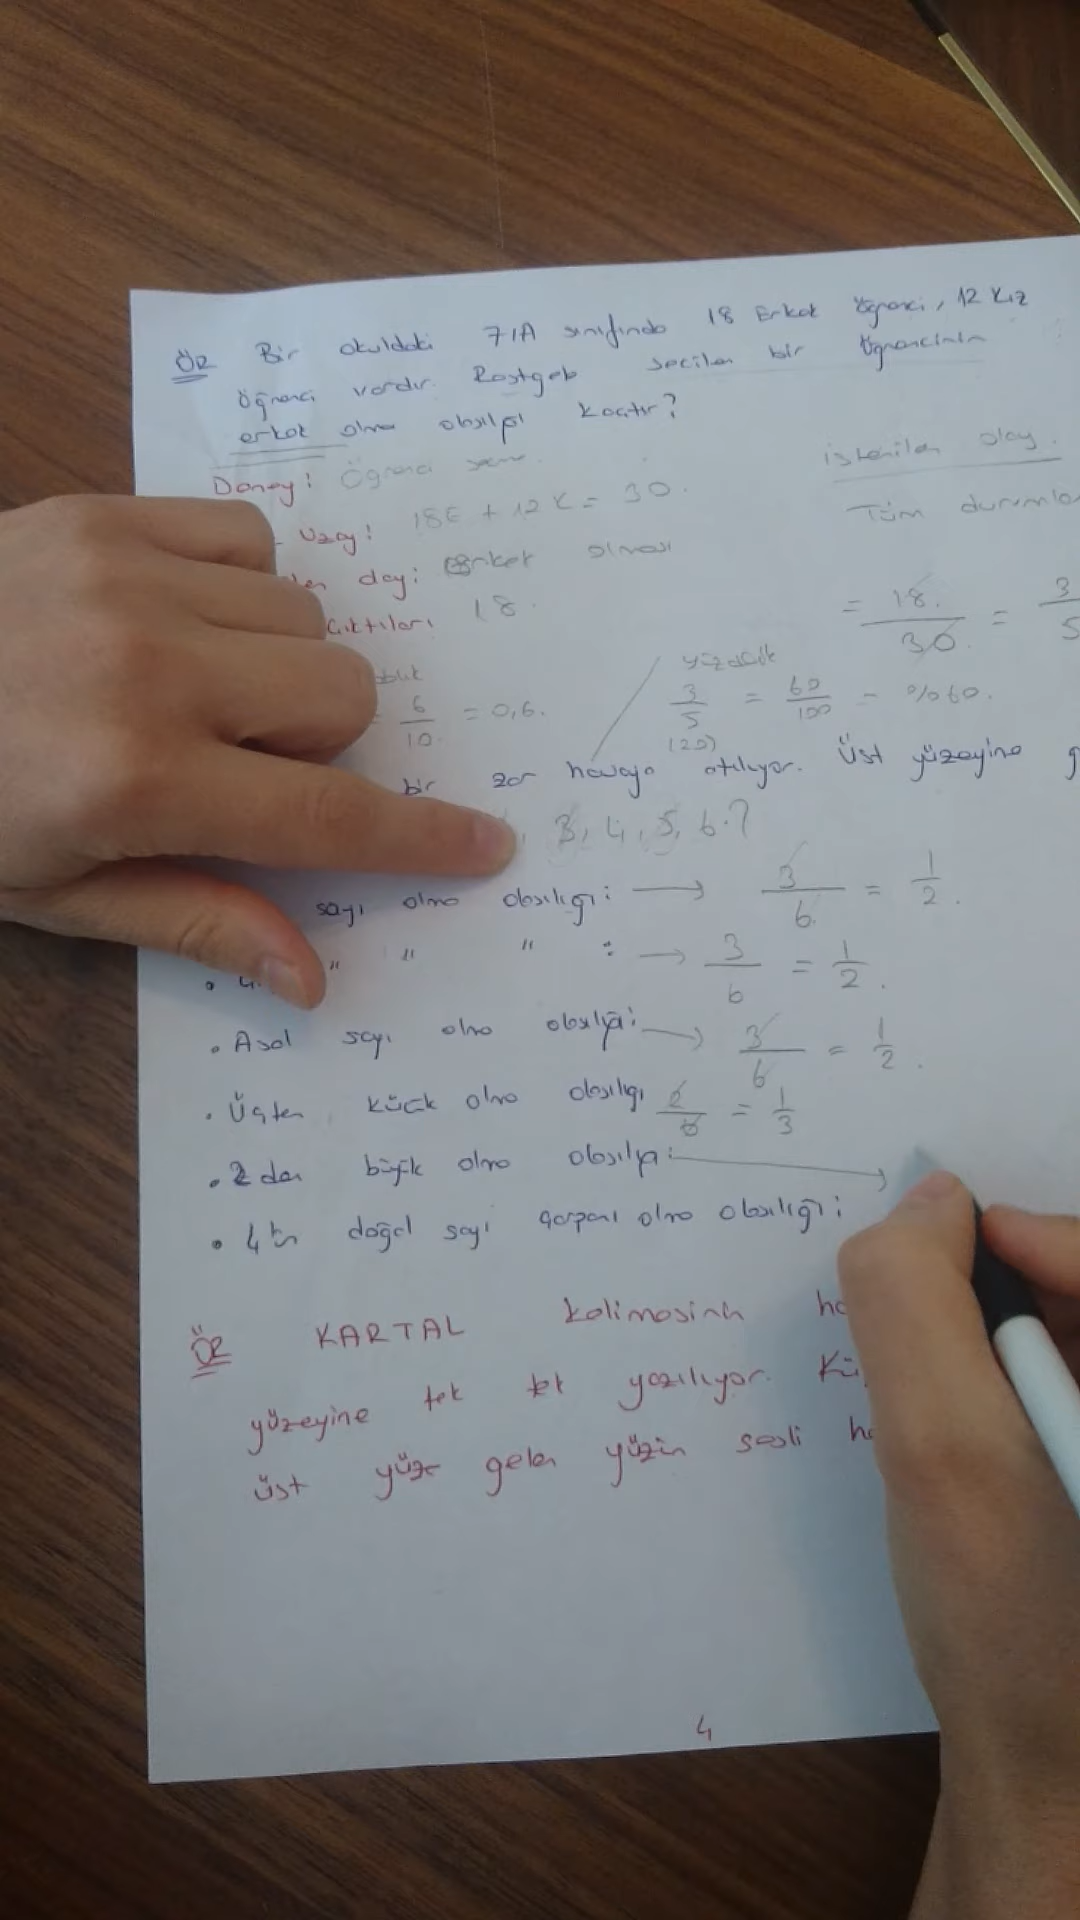 ÖR Bir okuldaki 7/A sınıfında 18 Erkek öğrenci, 12 Kız
öğrenci vardır. Rastgele seçilen bir öğrencinin
erkek olma olasılığı kaçtır?
Deney: Öğrenci seçme.
Uzay: 18E + 12K = 30.
olay: Erkek olması
Çıktıları 18.
istenilen olay.
Tüm durumlar
= 18/30 = 3/5
6/10 = 0,6.
yüzdelik
3/5 = 60/100 = %60.
(20)
bir zar havaya atılıyor. Üst yüzeyine
3, 4, 5, 6.?
sayı olma olasılığı: → 3/6 = 1/2.
• " " " : → 3/6 = 1/2.
• Asal sayı olma olasılığı: → 3/6 = 1/2.
• Üçten küçük olma olasılığı 2/6 = 1/3
• 2 den büyük olma olasılığı: →
• 4'ün doğal sayı çarpanı olma olasılığı:
ÖR KARTAL kelimesinin
yüzeyine tek tek yazılıyor.
üst yüze gelen yüzün sesli
4